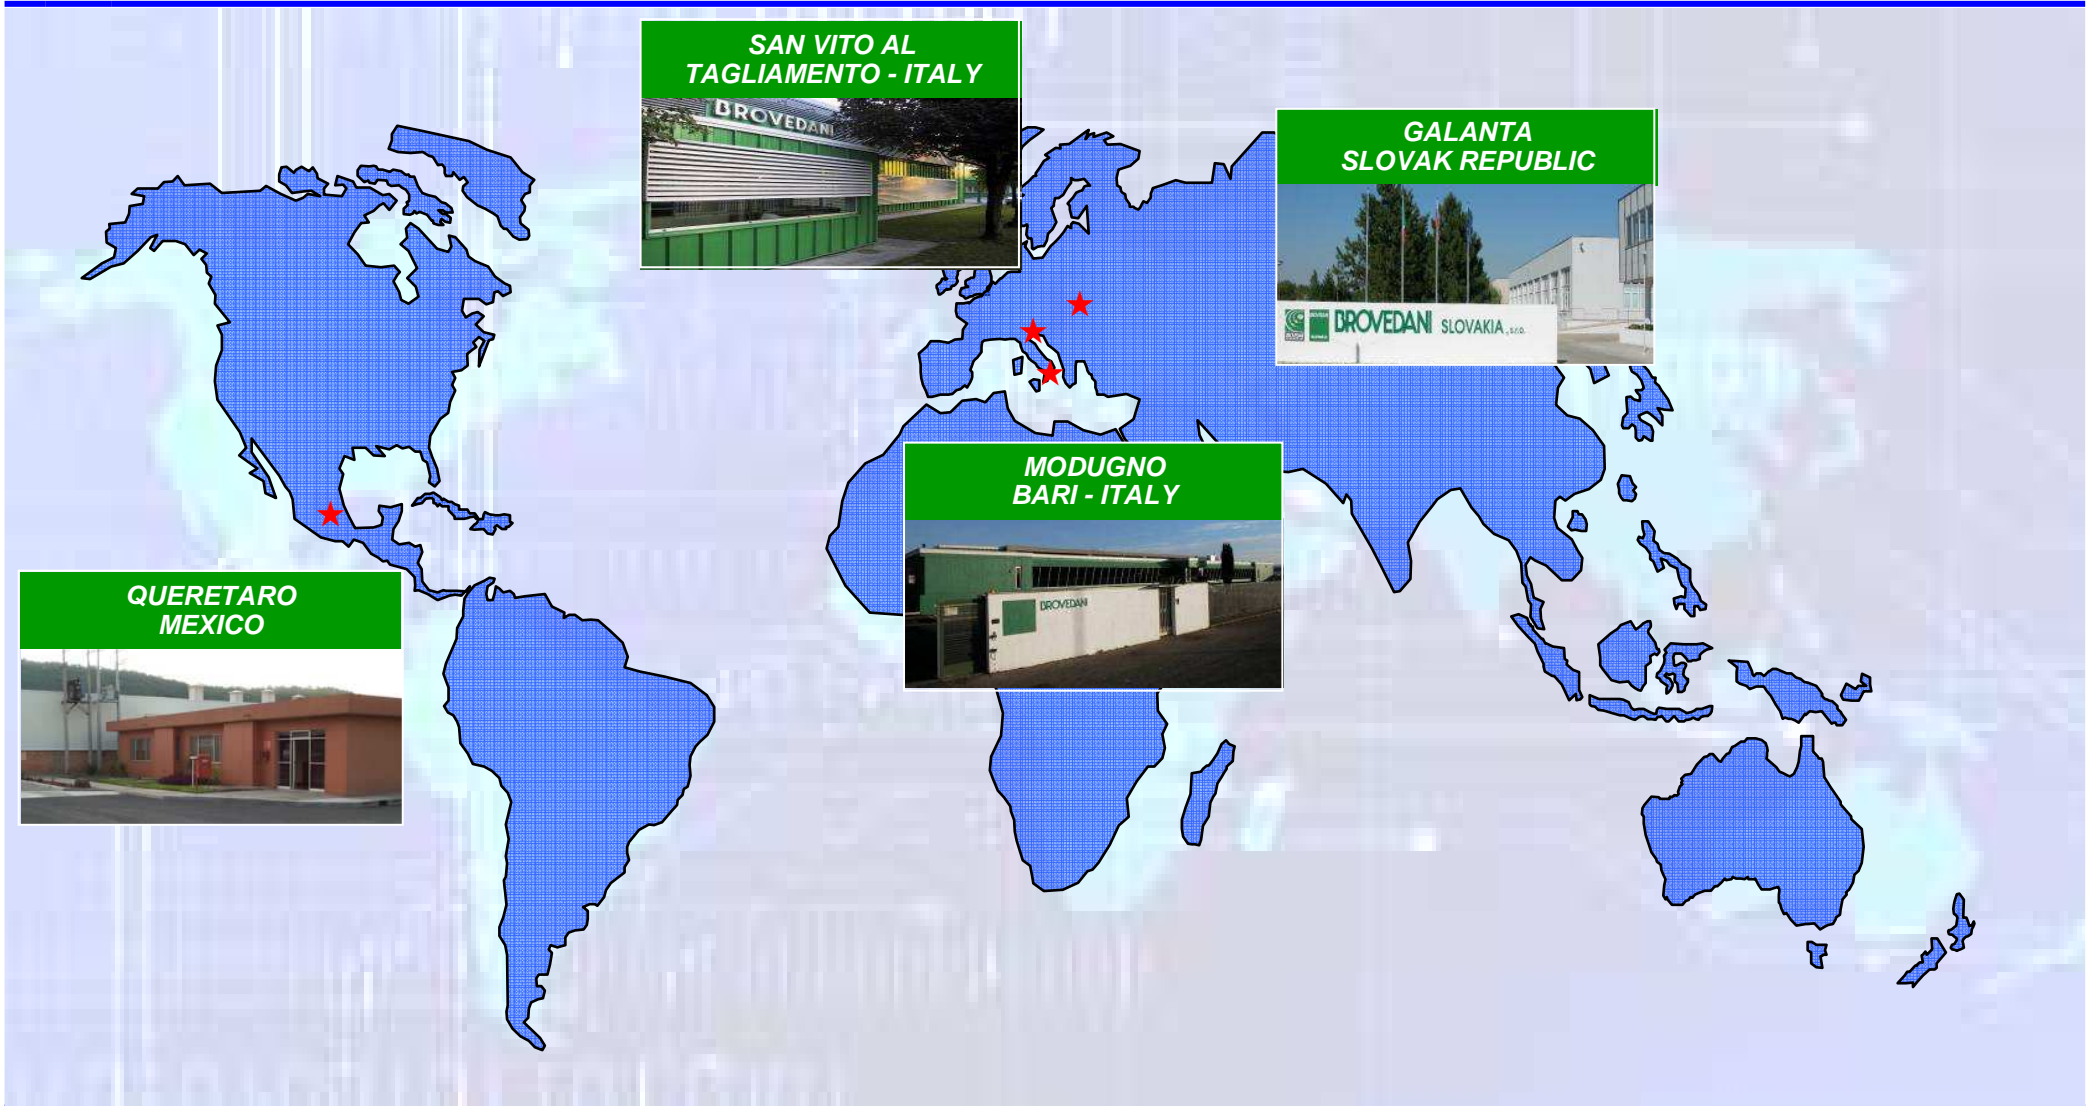 SAN VITO AL
TAGLIAMENTO - ITALY
BROVEDANI
GALANTA
SLOVAK REPUBLIC
BROVEDANI SLOVAKIA, s.r.o.
MODUGNO
BARI - ITALY
BROVEDANI
QUERETARO
MEXICO